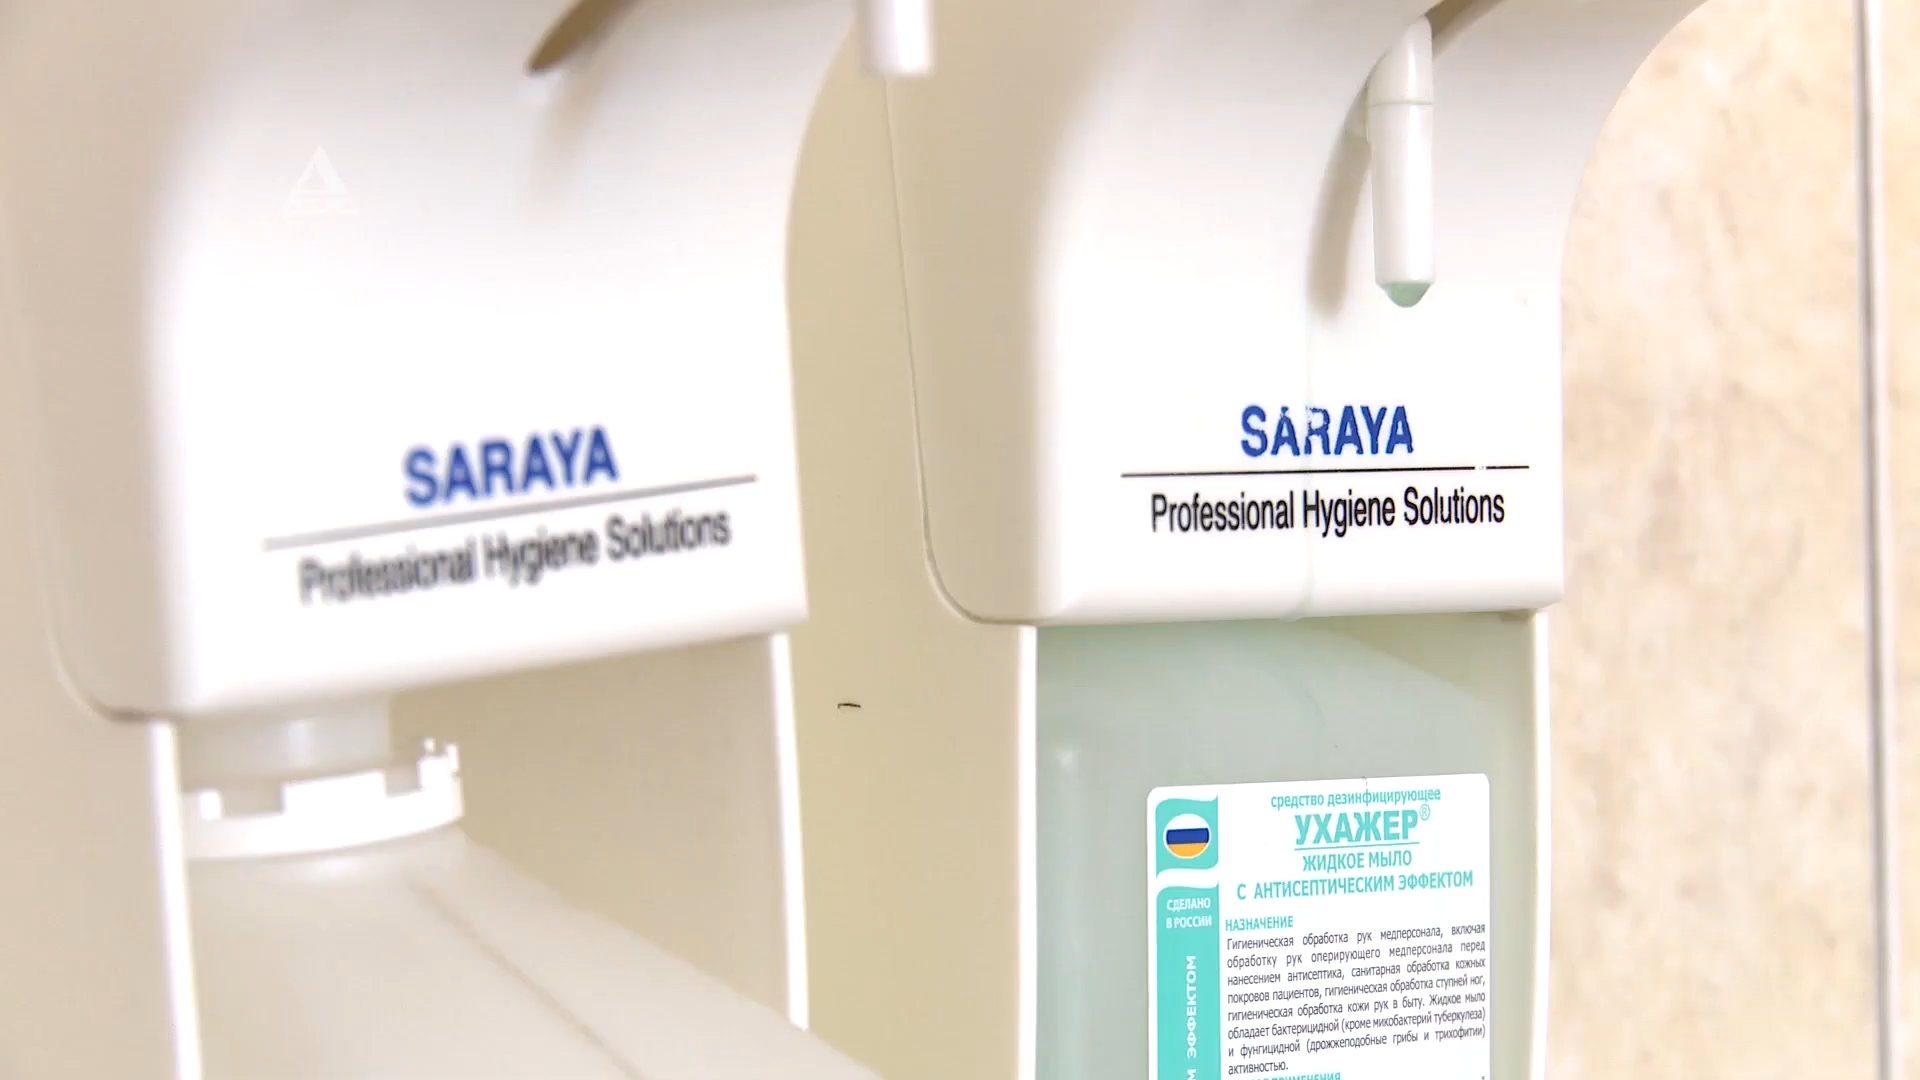 SARAYA
Professional Hygiene Solutions
SARAYA
Professional Hygiene Solutions
средство дезинфицирующее
УХАЖЕР®
ЖИДКОЕ МЫЛО
С АНТИСЕПТИЧЕСКИМ ЭФФЕКТОМ
СДЕЛАНО
В РОССИИ
ЭФФЕКТОМ
НАЗНАЧЕНИЕ
Гигиеническая обработка рук медперсонала, включая
обработку рук оперирующего медперсонала перед
нанесением антисептика, санитарная обработка кожных
покровов пациентов, гигиеническая обработка ступней ног,
гигиеническая обработка кожи рук в быту. Жидкое мыло
обладает бактерицидной (кроме микобактерий туберкулеза)
и фунгицидной (дрожжеподобные грибы и трихофитии)
активностью.